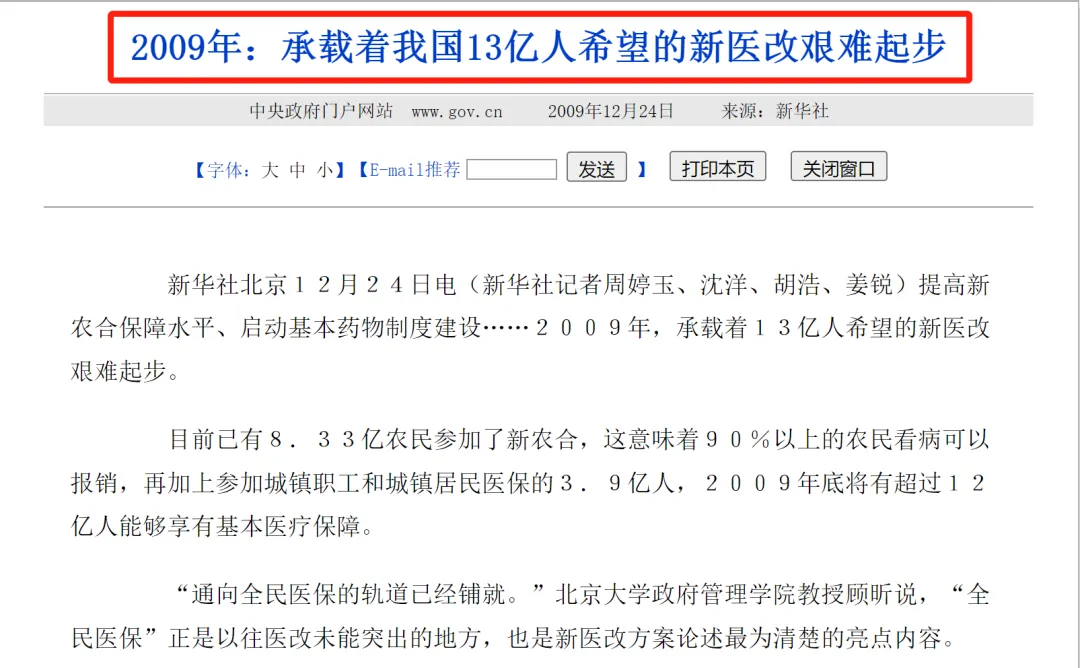 2009年：承载着我国13亿人希望的新医改艰难起步
中央政府门户网站 www.gov.cn 2009年12月24日 来源：新华社
【字体：大 中 小】【E-mail推荐 发送 】 打印本页 关闭窗口
新华社北京１２月２４日电（新华社记者周婷玉、沈洋、胡浩、姜锐）提高新
农合保障水平、启动基本药物制度建设……２００９年，承载着１３亿人希望的新医改
艰难起步。
目前已有８．３３亿农民参加了新农合，这意味着９０％以上的农民看病可以
报销，再加上参加城镇职工和城镇居民医保的３．９亿人，２００９年底将有超过１２
亿人能够享有基本医疗保障。
“通向全民医保的轨道已经铺就。”北京大学政府管理学院教授顾昕说，“全
民医保”正是以往医改未能突出的地方，也是新医改方案论述最为清楚的亮点内容。